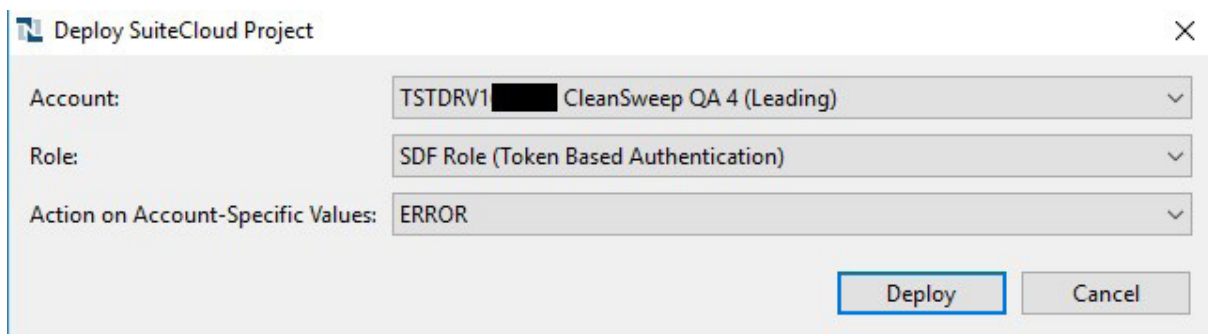 Deploy SuiteCloud Project
Account: TSTDRV1 CleanSweep QA 4 (Leading)
Role: SDF Role (Token Based Authentication)
Action on Account-Specific Values: ERROR
Deploy Cancel